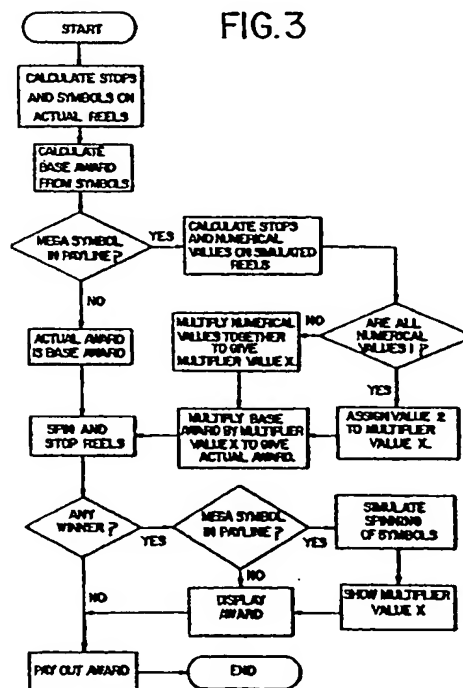 FIG.3
START
CALCULATE STOPS
AND SYMBOLS ON
ACTUAL REELS
CALCULATE
BASE AWARD
FROM SYMBOLS
MEGA SYMBOL
IN PAYLINE?
YES
CALCULATE STOPS
AND NUMERICAL
VALUES ON SIMULATED
REELS
NO
ACTUAL AWARD
IS BASE AWARD
MULTIPLY NUMERICAL
VALUES TOGETHER
TO GIVE
MULTIPLIER VALUE X.
NO
ARE ALL
NUMERICAL
VALUES 1?
YES
SPIN AND
STOP REELS
MULTIPLY BASE
AWARD BY MULTIPLIER
VALUE X TO GIVE
ACTUAL AWARD.
ASSIGN VALUE 2
TO MULTIPLIER
VALUE X.
ANY
WINNER?
YES
MEGA SYMBOL
IN PAYLINE?
YES
SIMULATE
SPINNING
OF SYMBOLS
NO
NO
DISPLAY
AWARD
SHOW MULTIPLIER
VALUE X
PAY OUT AWARD
END